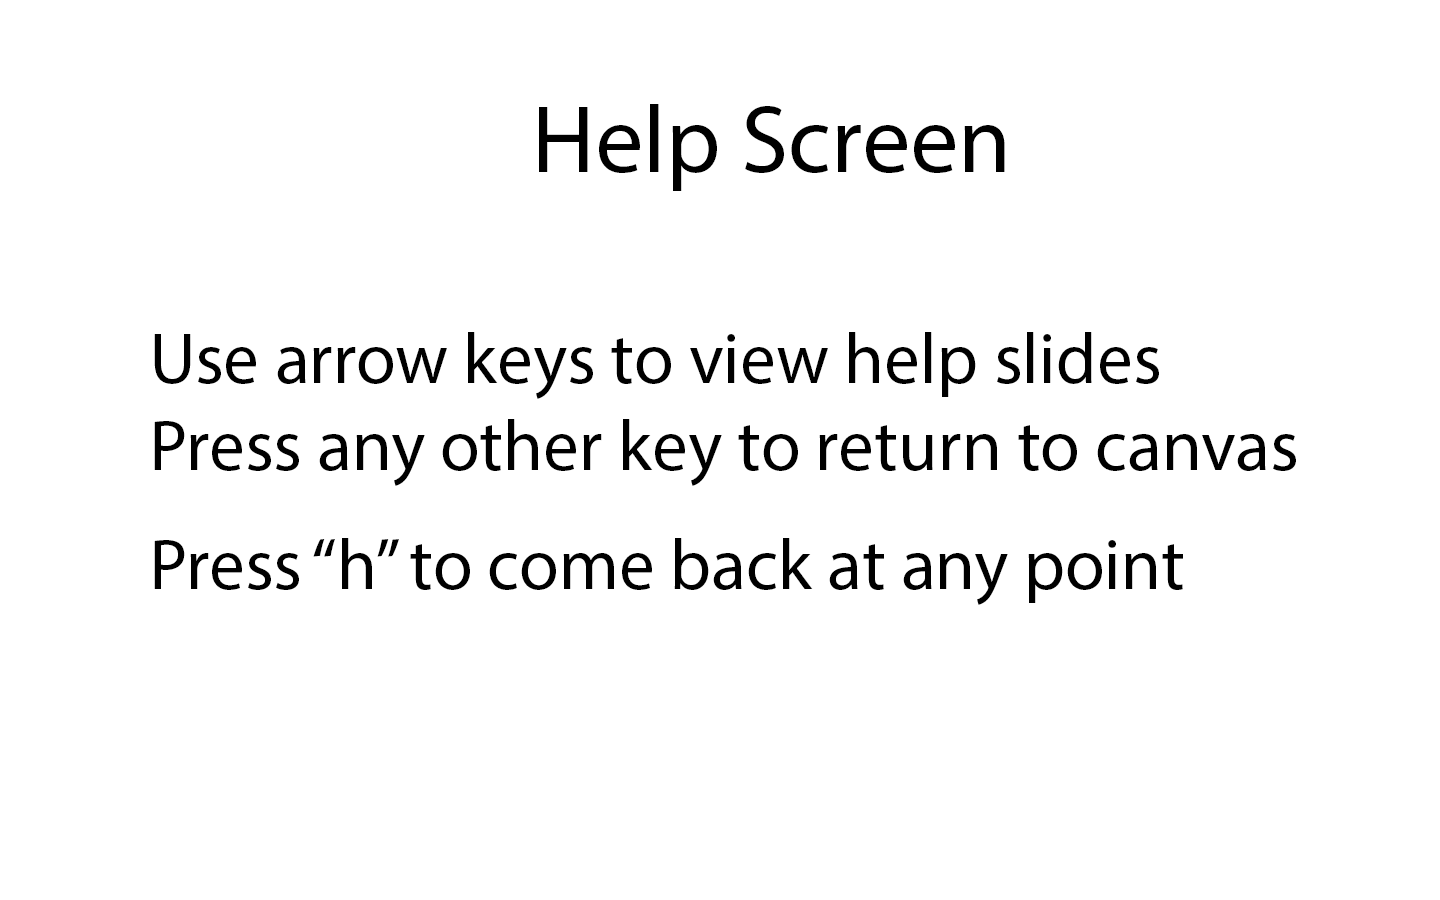 Help Screen
Use arrow keys to view help slides
Press any other key to return to canvas
Press “h” to come back at any point